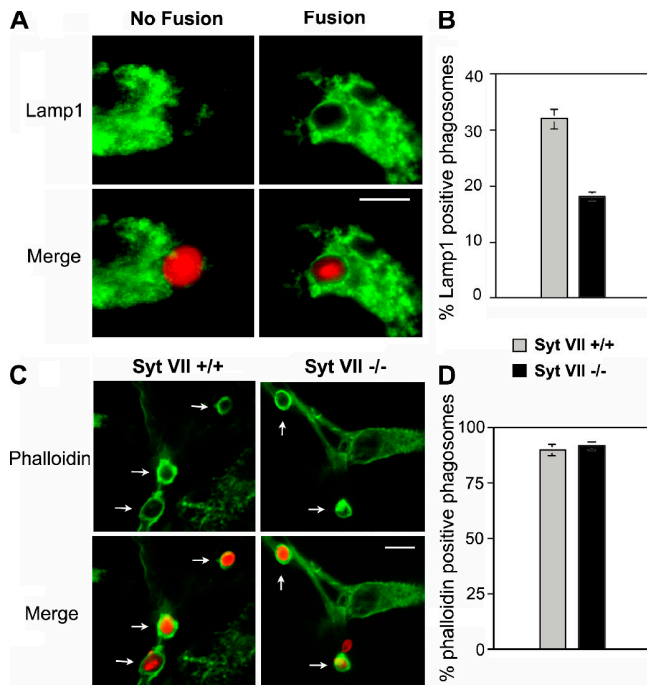 A
No Fusion
Fusion
Lamp1
Merge
B
% Lamp1 positive phagosomes
40
30
20
10
0
Syt VII +/+
Syt VII -/-
C
Syt VII +/+
Syt VII -/-
Phalloidin
Merge
D
% phalloidin positive phagosomes
100
75
50
25
0